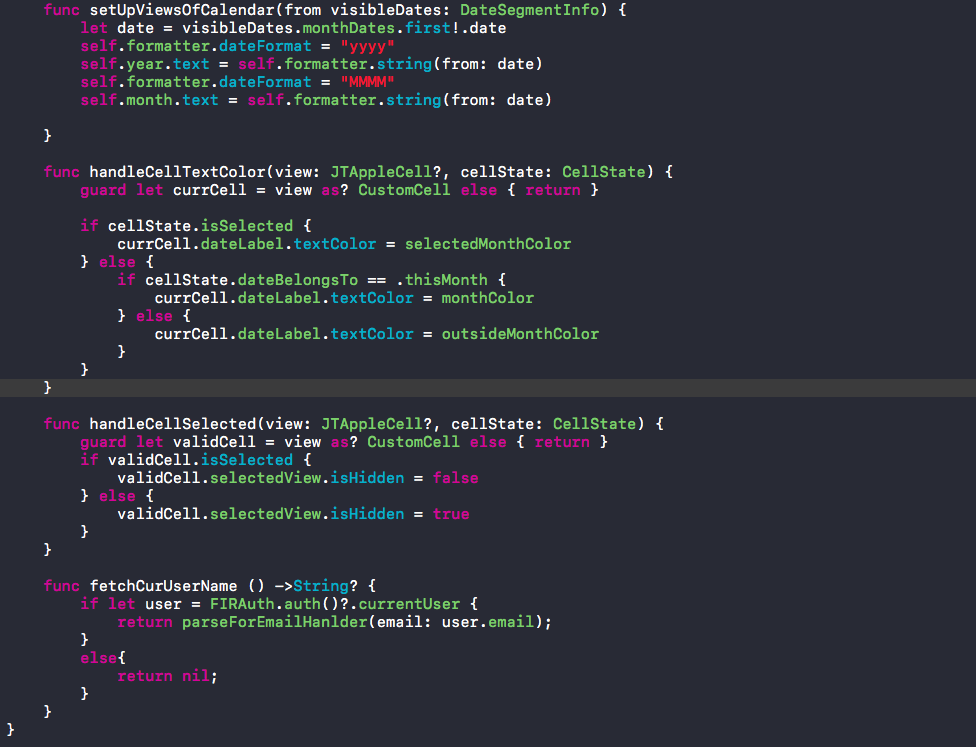 func setUpViewsOfCalendar(from visibleDates: DateSegmentInfo) {
let date = visibleDates.monthDates.first!.date
self.formatter.dateFormat = "yyyy"
self.year.text = self.formatter.string(from: date)
self.formatter.dateFormat = "MMMM"
self.month.text = self.formatter.string(from: date)
}
func handleCellTextColor(view: JTAppleCell?, cellState: CellState) {
guard let currCell = view as? CustomCell else { return }
if cellState.isSelected {
currCell.dateLabel.textColor = selectedMonthColor
} else {
if cellState.dateBelongsTo == .thisMonth {
currCell.dateLabel.textColor = monthColor
} else {
currCell.dateLabel.textColor = outsideMonthColor
}
}
}
func handleCellSelected(view: JTAppleCell?, cellState: CellState) {
guard let validCell = view as? CustomCell else { return }
if validCell.isSelected {
validCell.selectedView.isHidden = false
} else {
validCell.selectedView.isHidden = true
}
}
func fetchCurUserName () ->String? {
if let user = FIRAuth.auth()?.currentUser {
return parseForEmailHanlder(email: user.email);
}
else{
return nil;
}
}
}